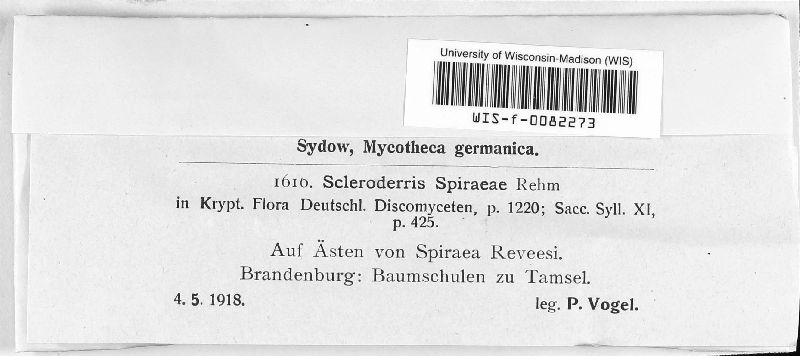 University of Wisconsin-Madison (WIS)
WIS-f-0082273
Sydow, Mycotheca germanica.
1610. Scleroderris Spiraeae Rehm
in Krypt. Flora Deutschl. Discomyceten, p. 1220; Sacc. Syll. XI,
p. 425.
Auf Ästen von Spiraea Reveesi.
Brandenburg: Baumschulen zu Tamsel.
4. 5. 1918. leg. P. Vogel.